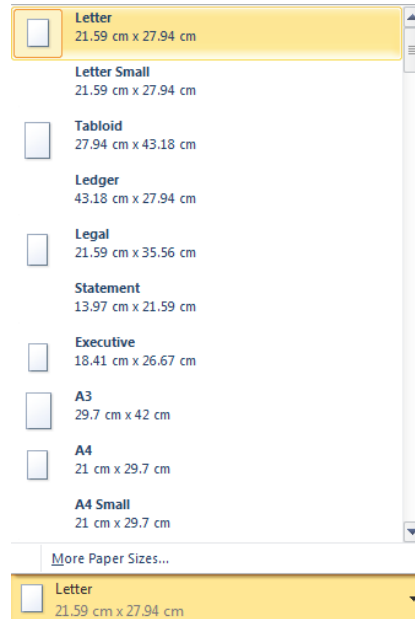 Letter
21.59 cm x 27.94 cm
Letter Small
21.59 cm x 27.94 cm
Tabloid
27.94 cm x 43.18 cm
Ledger
43.18 cm x 27.94 cm
Legal
21.59 cm x 35.56 cm
Statement
13.97 cm x 21.59 cm
Executive
18.41 cm x 26.67 cm
A3
29.7 cm x 42 cm
A4
21 cm x 29.7 cm
A4 Small
21 cm x 29.7 cm
More Paper Sizes...
Letter
21.59 cm x 27.94 cm